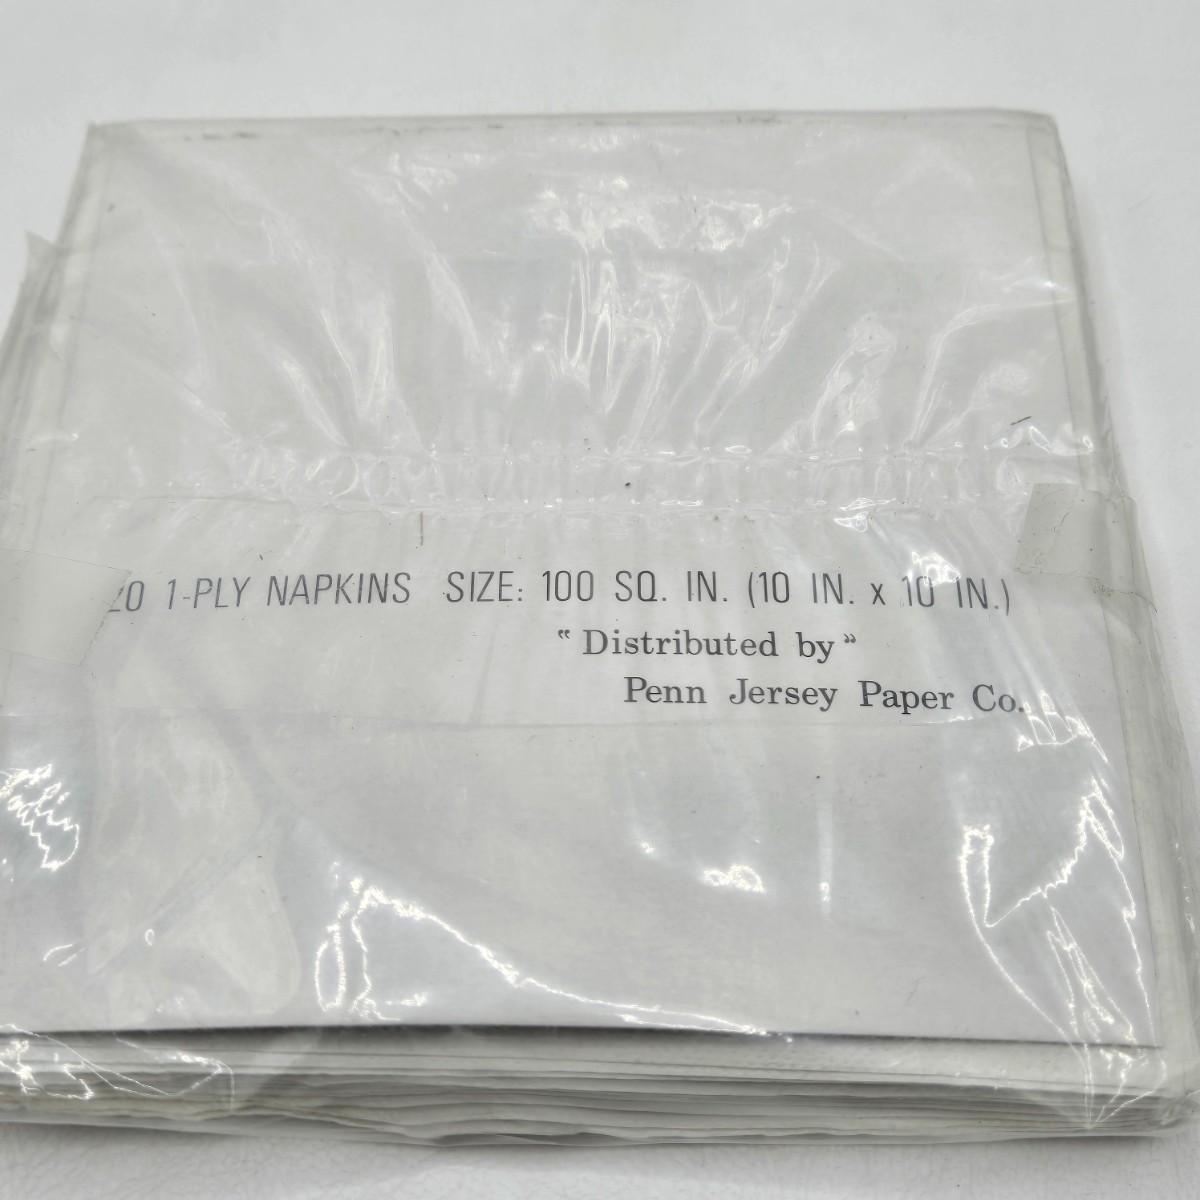 20 1-PLY NAPKINS SIZE: 100 SQ. IN. (10 IN. x 10 IN.)
"Distributed by"
Penn Jersey Paper Co.